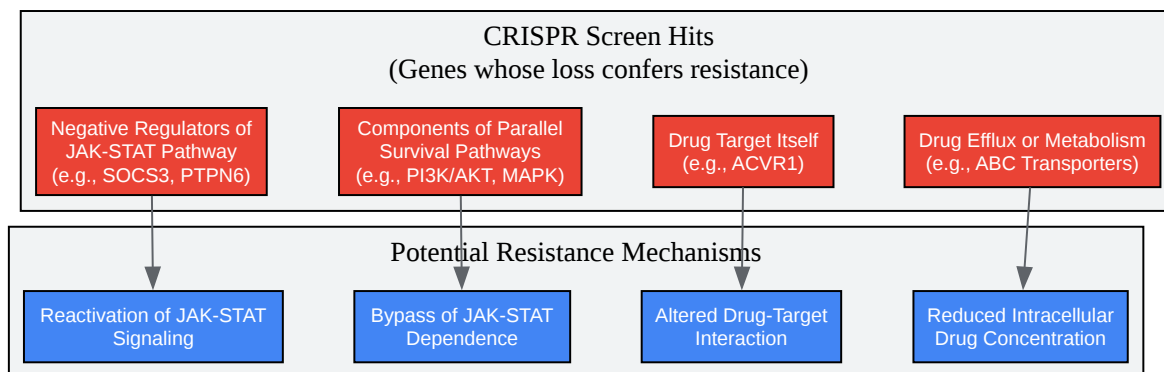 CRISPR Screen Hits
(Genes whose loss confers resistance)
Negative Regulators of
JAK-STAT Pathway
(e.g., SOCS3, PTPN6)
Components of Parallel
Survival Pathways
(e.g., PI3K/AKT, MAPK)
Drug Target Itself
(e.g., ACVR1)
Drug Efflux or Metabolism
(e.g., ABC Transporters)
Potential Resistance Mechanisms
Reactivation of JAK-STAT
Signaling
Bypass of JAK-STAT
Dependence
Altered Drug-Target
Interaction
Reduced Intracellular
Drug Concentration